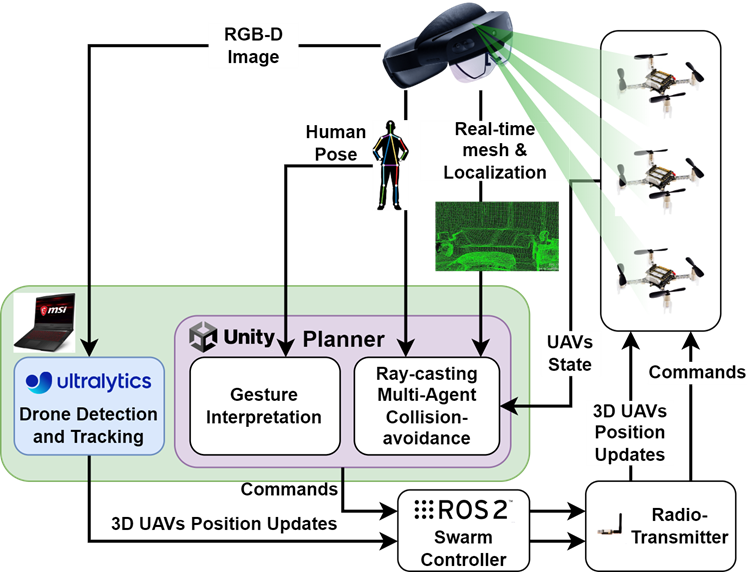 RGB-D
Image
Human
Pose
Real-time
mesh &
Localization
msi
Unity Planner
ultralytics
Drone Detection
and Tracking
Gesture
Interpretation
Ray-casting
Multi-Agent
Collision-
avoidance
UAVs
State
Commands
3D UAVs
Position
Updates
Commands
3D UAVs Position Updates
ROS 2™
Swarm
Controller
Radio-
Transmitter